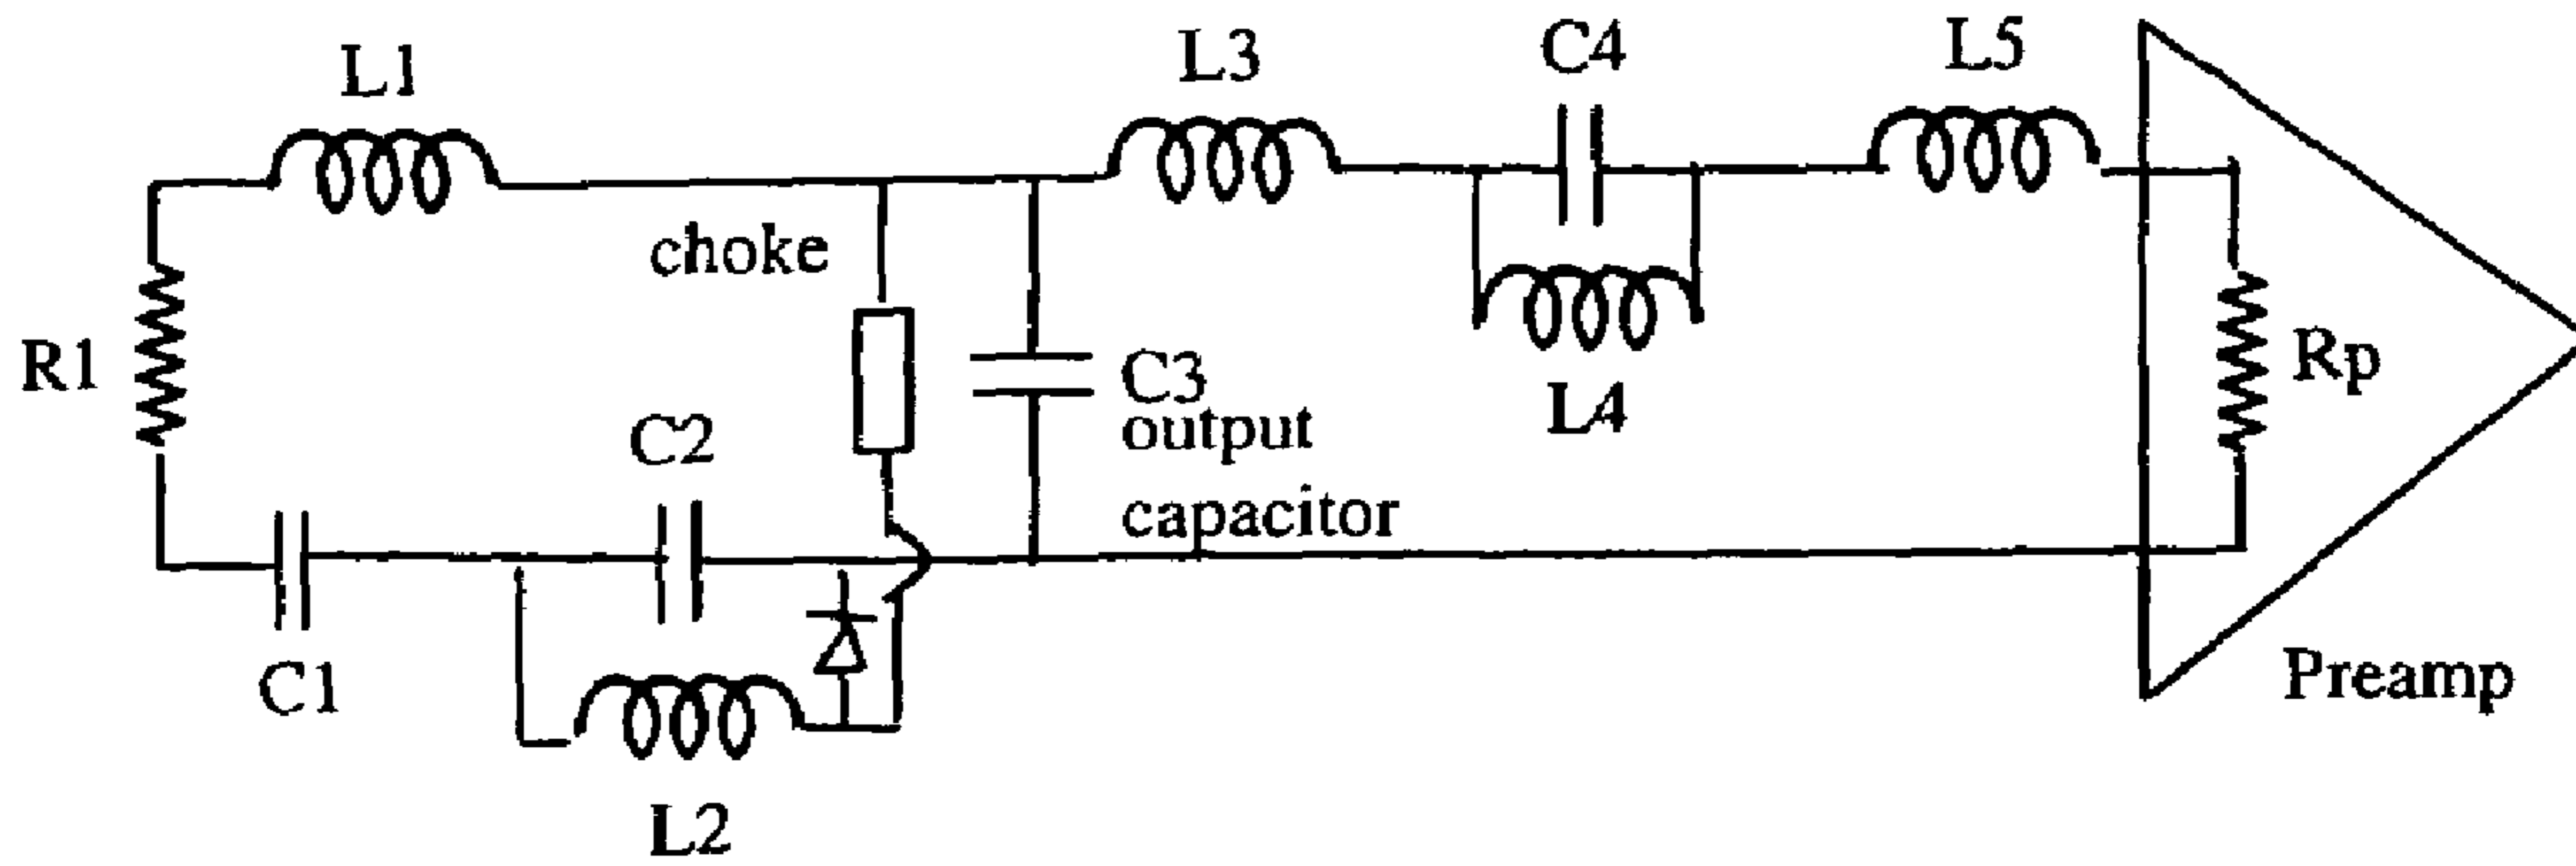 L1
L3
C4
L5
choke
R1
C2
C3
output
capacitor
L4
Rp
C1
L2
Preamp